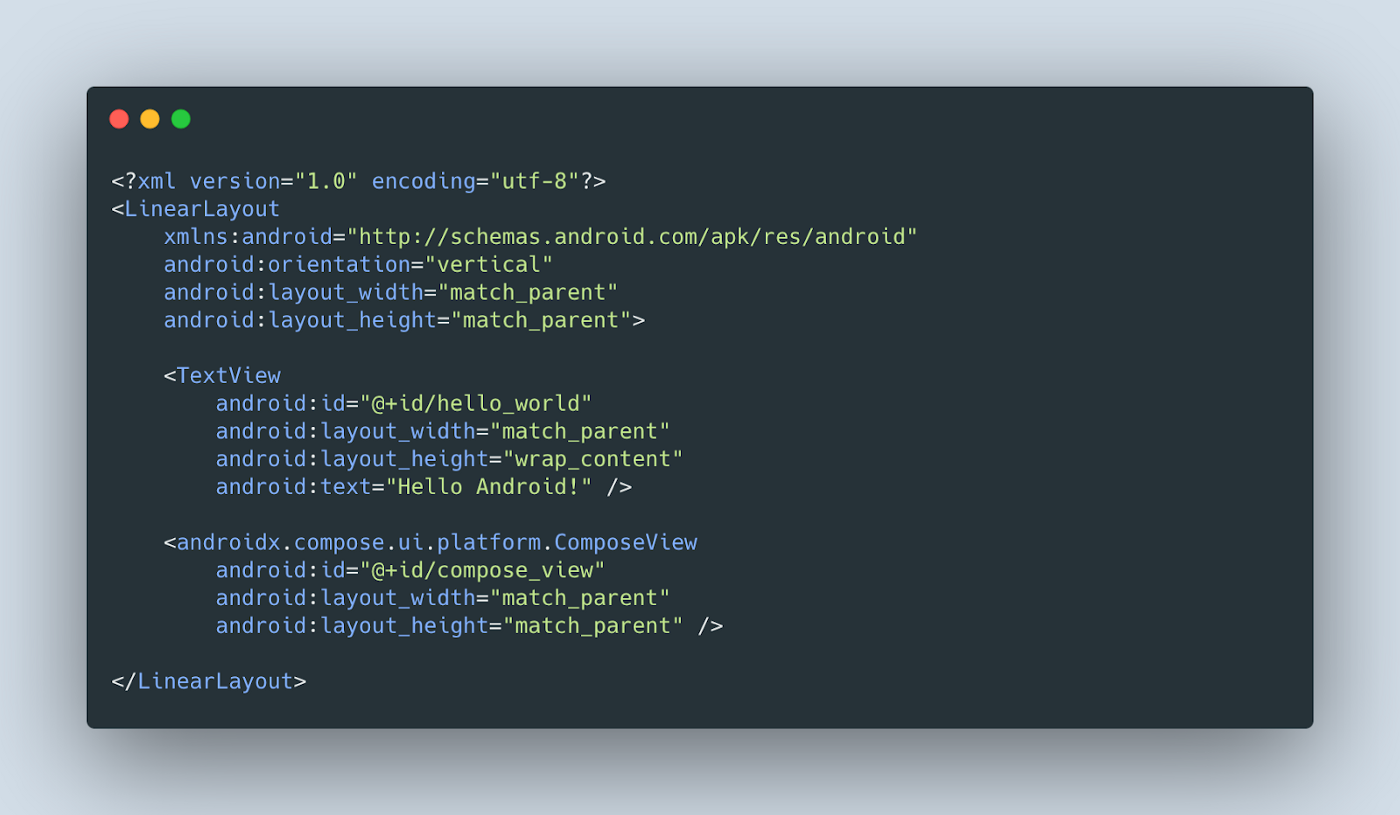 <?xml version="1.0" encoding="utf-8"?>
<LinearLayout
    xmlns:android="http://schemas.android.com/apk/res/android"
    android:orientation="vertical"
    android:layout_width="match_parent"
    android:layout_height="match_parent">
    <TextView
        android:id="@+id/hello_world"
        android:layout_width="match_parent"
        android:layout_height="wrap_content"
        android:text="Hello Android!" />
    <androidx.compose.ui.platform.ComposeView
        android:id="@+id/compose_view"
        android:layout_width="match_parent"
        android:layout_height="match_parent" />
</LinearLayout>